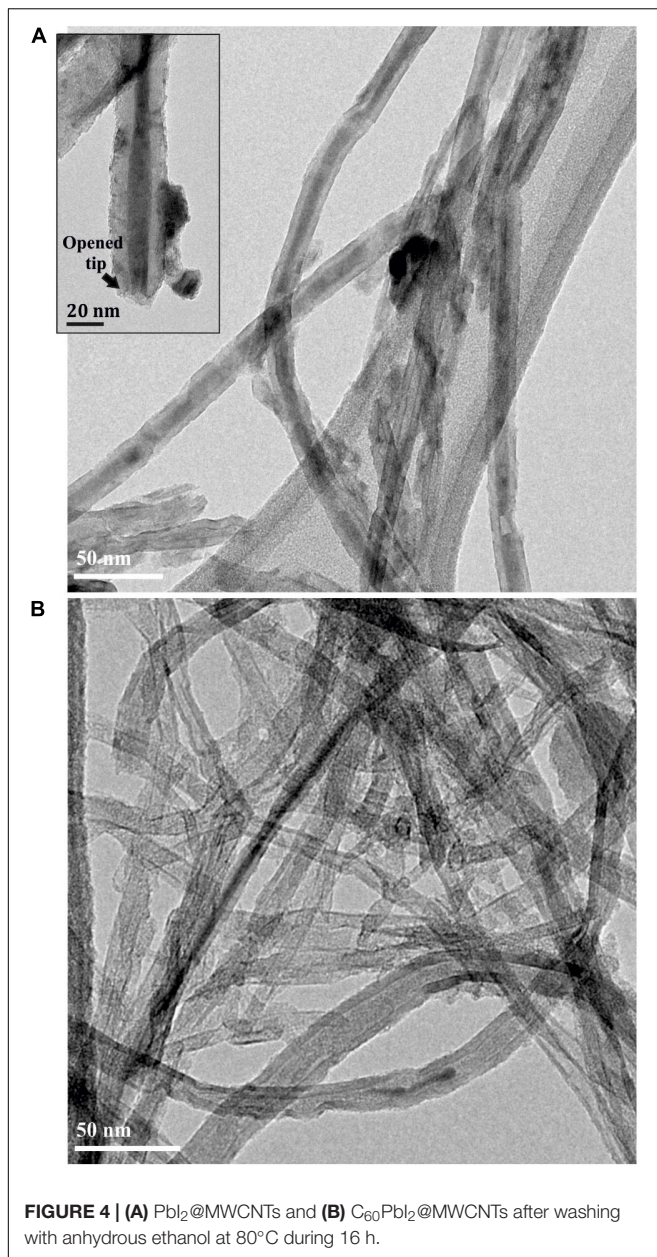 A
Opened
tip
20 nm
50 nm
B
50 nm
FIGURE 4 | (A) PbI₂@MWCNTs and (B) C₆₀PbI₂@MWCNTs after washing
with anhydrous ethanol at 80°C during 16 h.